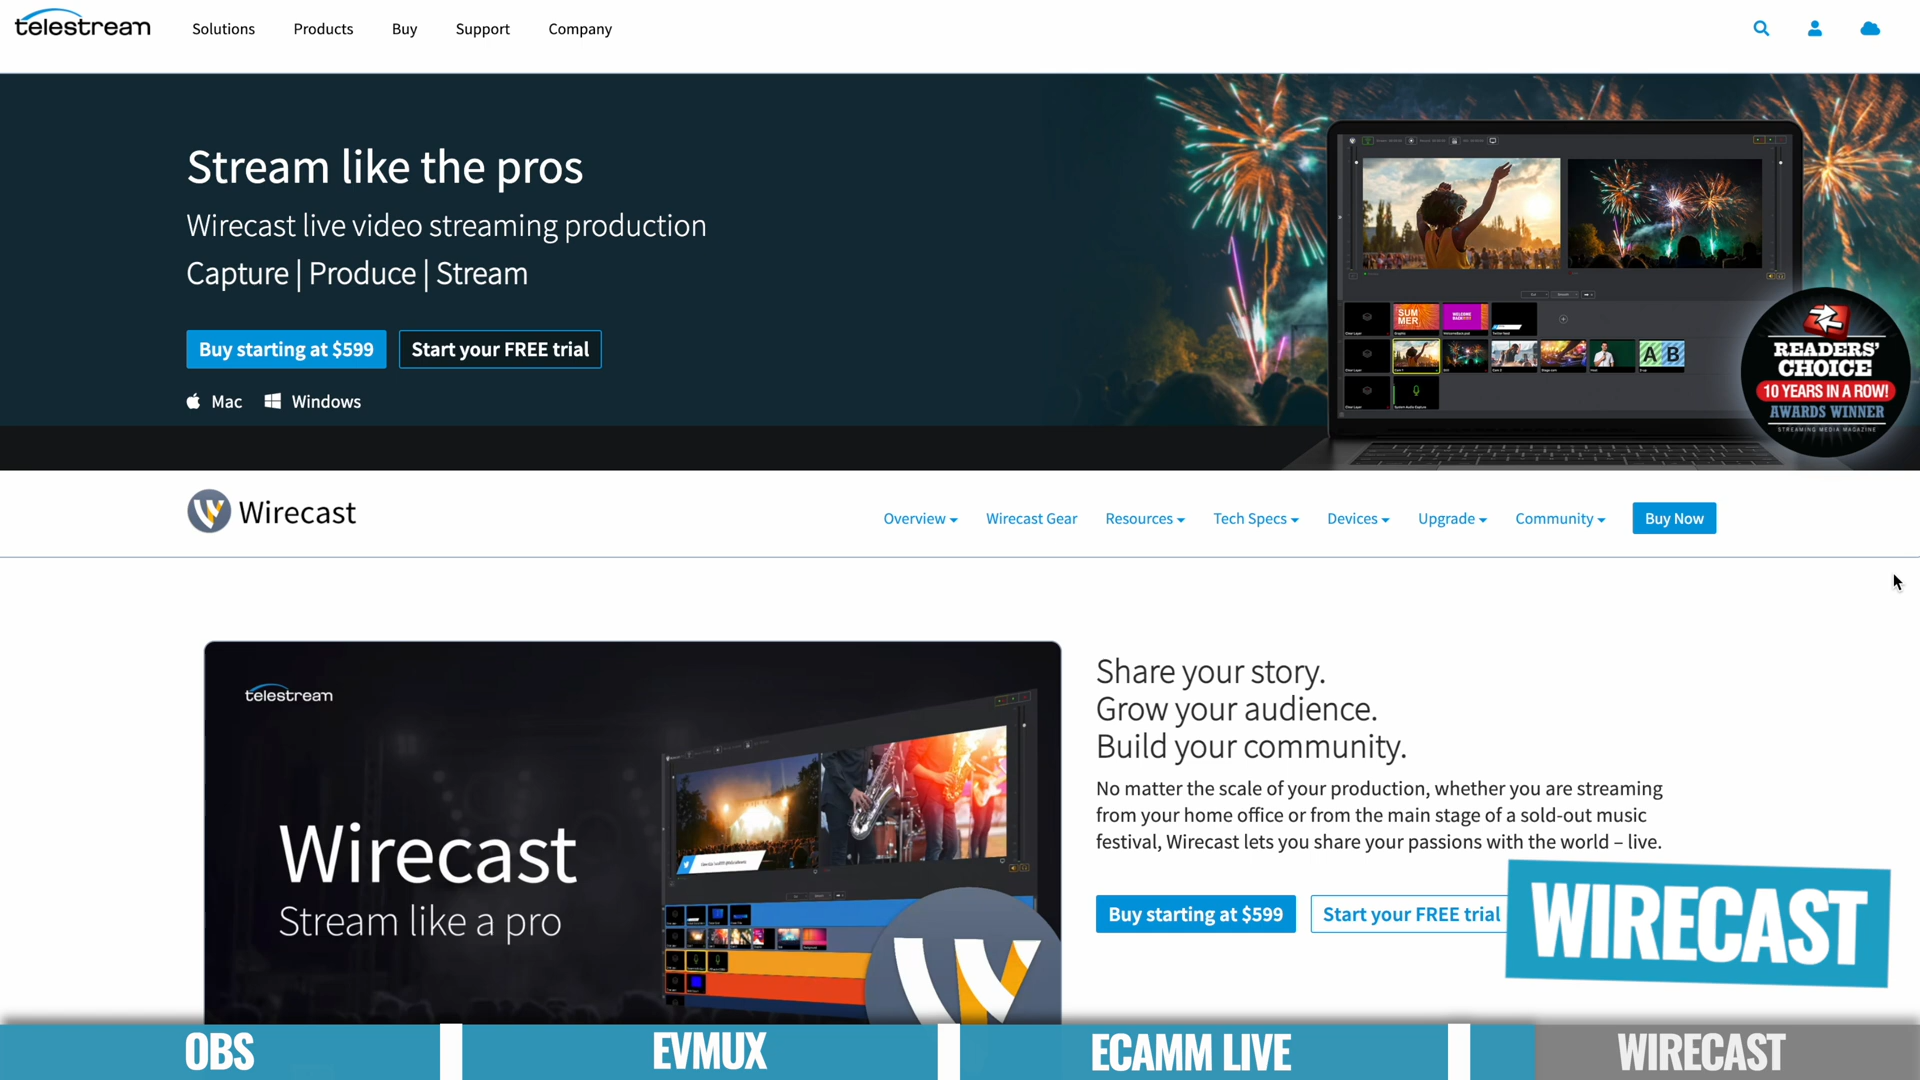 telestream
Solutions
Products
Buy
Support
Company
Stream like the pros
Wirecast live video streaming production
Capture | Produce | Stream
Buy starting at $599
Start your FREE trial
Mac
Windows
SUM
MER
WELCOME
BACK
A B
READERS'
CHOICE
10 YEARS IN A ROW!
AWARDS WINNER
STREAMING MEDIA MAGAZINE
Wirecast
Overview
Wirecast Gear
Resources
Tech Specs
Devices
Upgrade
Community
Buy Now
telestream
Wirecast
Stream like a pro
Share your story.
Grow your audience.
Build your community.
No matter the scale of your production, whether you are streaming
from your home office or from the main stage of a sold-out music
festival, Wirecast lets you share your passions with the world – live.
Buy starting at $599
Start your FREE trial
WIRECAST
OBS
EVMUX
ECAMM LIVE
WIRECAST